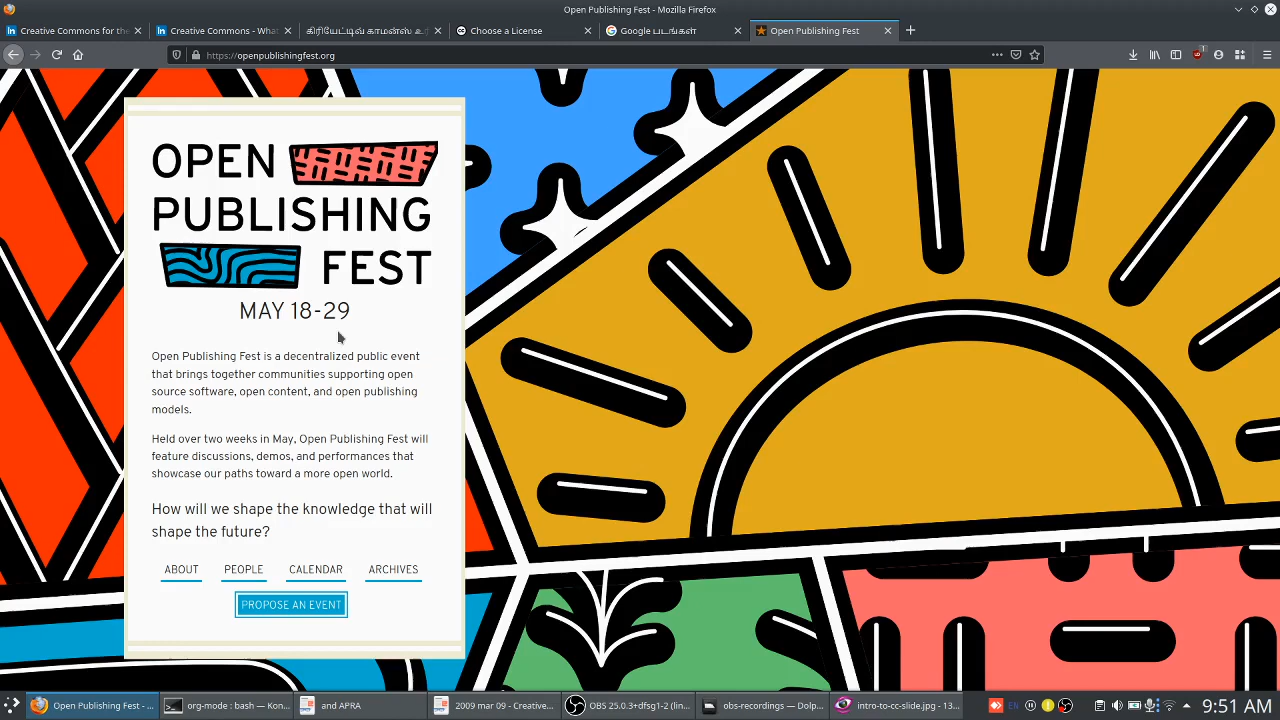 Open Publishing Fest - Mozilla Firefox
Creative Commons for the
Creative Commons - Wha
கிரியேட்டில் காமன்ஸ் உரி
Choose a License
Google படங்கள்
Open Publishing Fest
https://openpublishingfest.org
OPEN
PUBLISHING
FEST
MAY 18-29
Open Publishing Fest is a decentralized public event
that brings together communities supporting open
source software, open content, and open publishing
models.
Held over two weeks in May, Open Publishing Fest will
feature discussions, demos, and performances that
showcase our paths toward a more open world.
How will we shape the knowledge that will
shape the future?
ABOUT PEOPLE CALENDAR ARCHIVES
PROPOSE AN EVENT
Open Publishing Fest - ...
org-mode : bash — Kon...
and APRA
2009 mar 09 - Creative...
OBS 25.0.3+dfsg1-2 (lin...
obs-recordings — Dolp...
intro-to-cc-slide.jpg - 13...
EN
9:51 AM